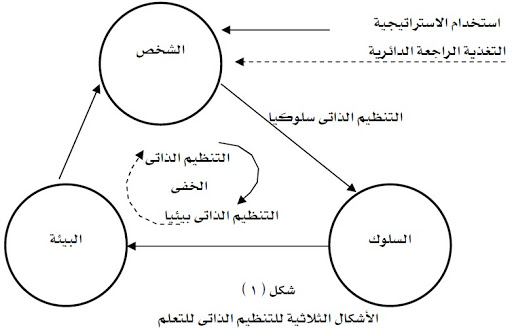 استخدام الاستراتيجية
الشخص
التغذية الراجعة الدائرية
التنظيم الذاتى سلوكيا
التنظيم الذاتى
الخفى
التنظيم الذاتى بيئيا
السلوك
البيئة
شكل ( ١ )
الأشكال الثلاثية للتنظيم الذاتى للتعلم